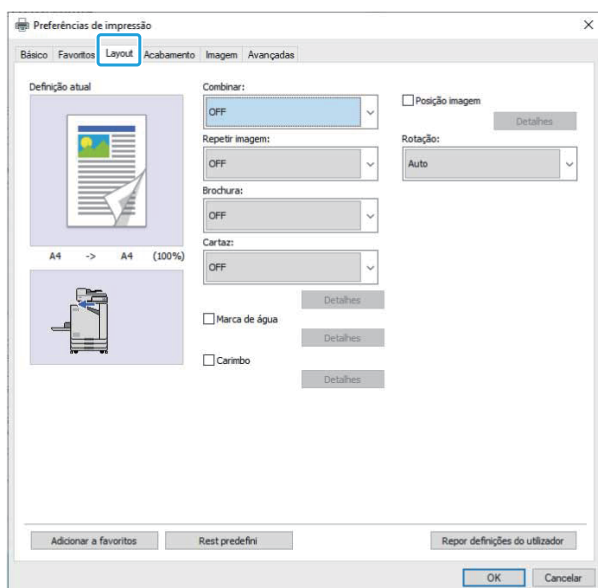 Preferências de impressão
Básico Favoritos Layout Acabamento Imagem Avançadas
Definição atual
A4 -> A4 (100%)
Combinar:
OFF
Repetir imagem:
OFF
Brochura:
OFF
Cartaz:
OFF
Detalhes
Marca de água
Detalhes
Carimbo
Detalhes
Posição imagem
Detalhes
Rotação:
Auto
Adicionar a favoritos Rest predefini Repor definições do utilizador
OK Cancelar